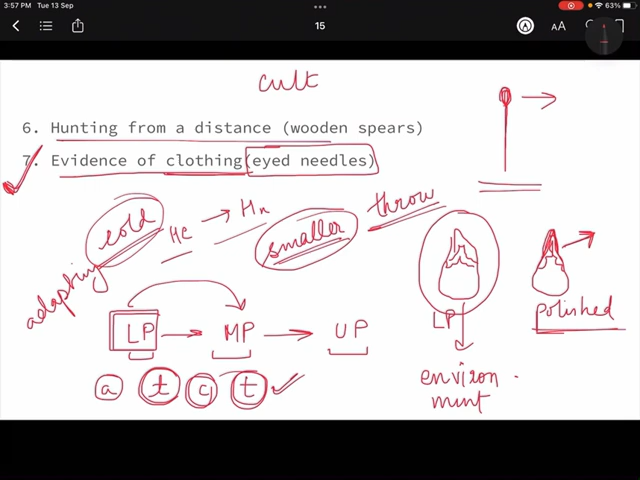 3:57 PM Tue 13 Sep
63%
15
AA
cult
6. Hunting from a distance (wooden spears)
7. Evidence of clothing (eyed needles)
cold
adapting
He → Hn
smaller
throw
LP → MP → UP
a t c t
LP
environ -
mint
polished